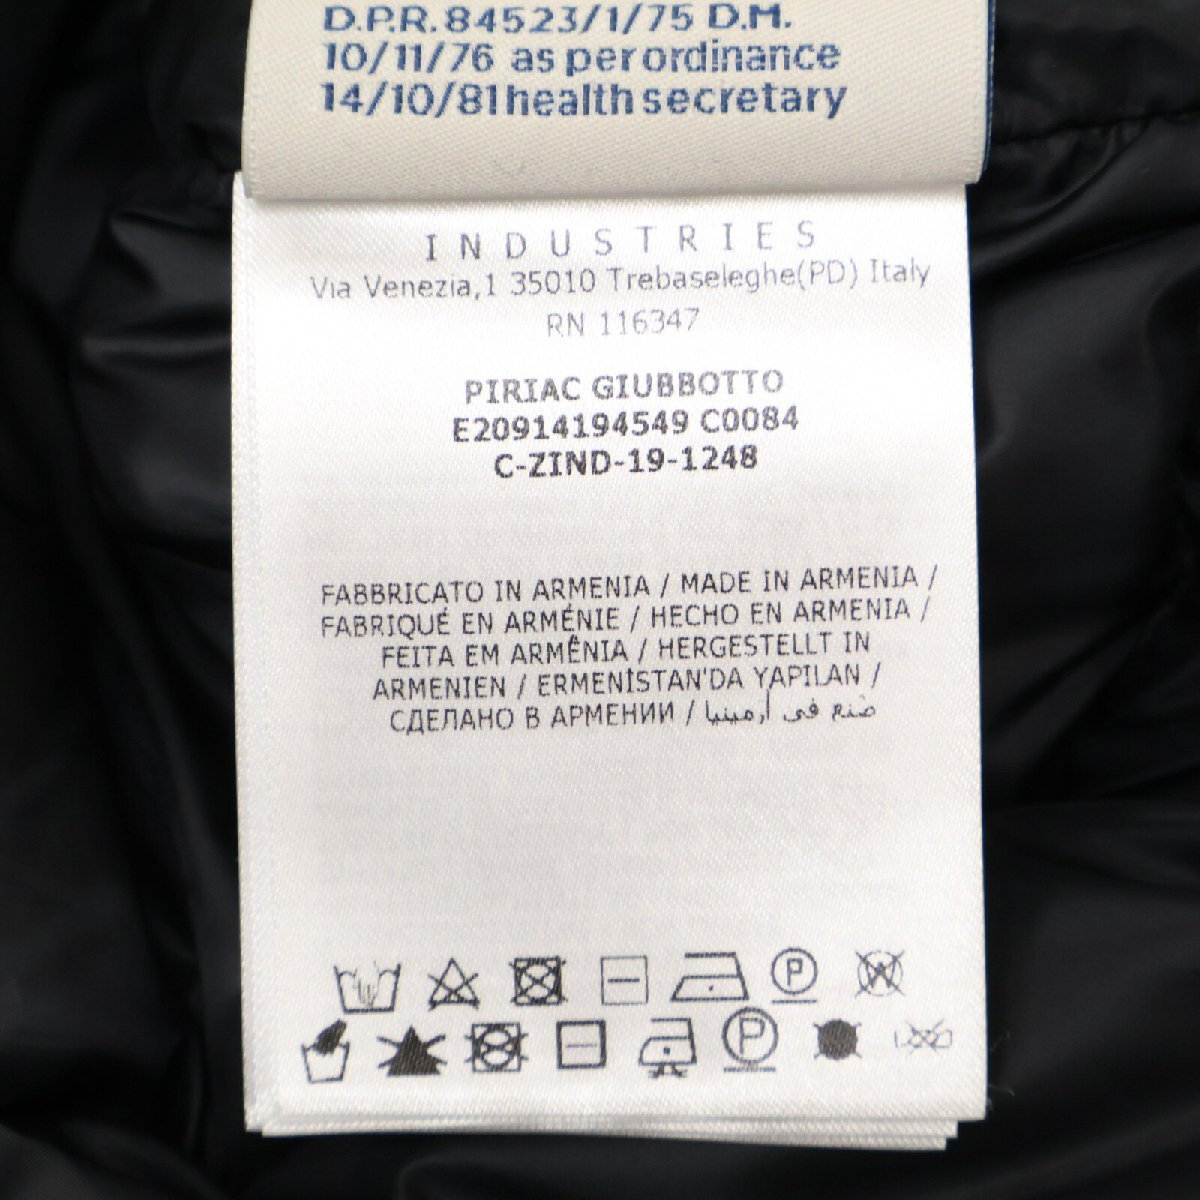 D.P.R. 84523/1/75 D.M.
10/11/76 as per ordinance
14/10/81 health secretary
INDUSTRIES
Via Venezia,1 35010 Trebaseleghe(PD) Italy
RN 116347
PIRIAC GIUBBOTTO
E20914194549 C0084
C-ZIND-19-1248
FABBRICATO IN ARMENIA / MADE IN ARMENIA /
FABRIQUÉ EN ARMÉNIE / HECHO EN ARMENIA /
FEITA EM ARMÊNIA / HERGESTELLT IN
ARMENIEN / ERMENİSTAN'DA YAPILAN /
СДЕЛАНО В АРМЕНИИ / صنع في أرمينيا
P W
P